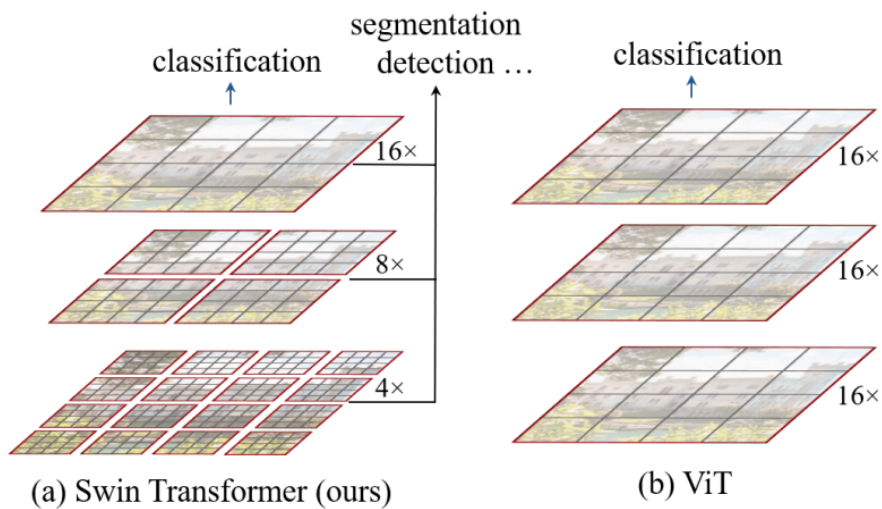 segmentation
detection …
classification
16×
8×
4×
(a) Swin Transformer (ours)
classification
16×
16×
16×
(b) ViT